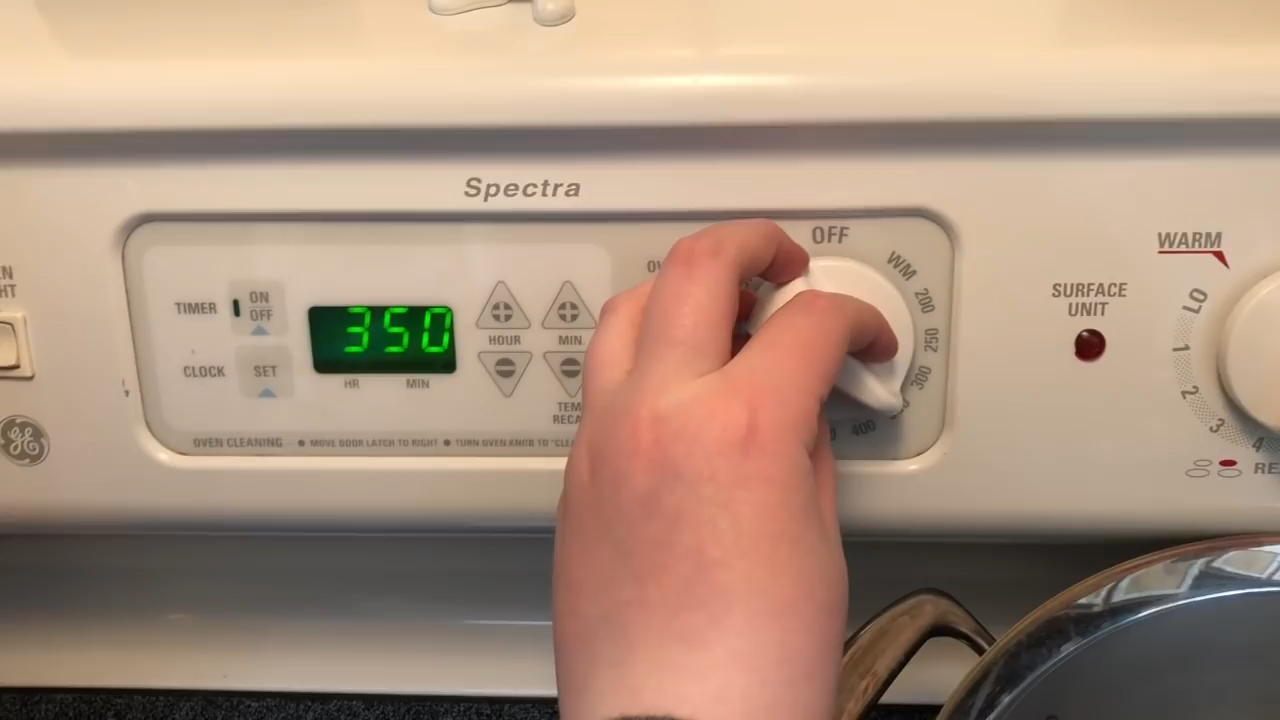 Spectra
OFF
WM
200
250
300
400
TIMER
ON
OFF
350
HOUR
MIN.
CLOCK
SET
HR
MIN
OVEN CLEANING ● MOVE DOOR LATCH TO RIGHT ● TURN OVEN KNOB TO
SURFACE
UNIT
WARM
LO
1
2
3
4
GE